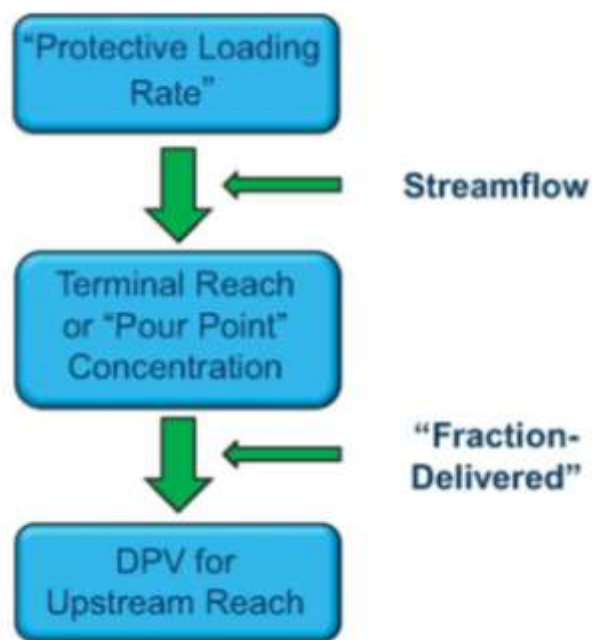 “Protective Loading
Rate”
Streamflow
Terminal Reach
or “Pour Point”
Concentration
“Fraction-
Delivered”
DPV for
Upstream Reach